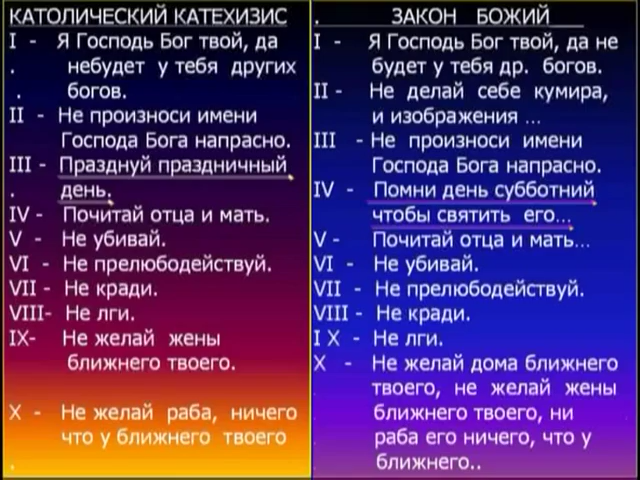 КАТОЛИЧЕСКИЙ КАТЕХИЗИС
I - Я Господь Бог твой, да
. небудет у тебя других
. богов.
II - Не произноси имени
Господа Бога напрасно.
III - Празднуй праздничный
. день.
IV - Почитай отца и мать.
V - Не убивай.
VI - Не прелюбодействуй.
VII - Не кради.
VIII- Не лги.
IX- Не желай жены
ближнего твоего.
X - Не желай раба, ничего
что у ближнего твоего
.
. ЗАКОН БОЖИЙ
I - Я Господь Бог твой, да не
будет у тебя др. богов.
II - Не делай себе кумира,
и изображения ...
III - Не произноси имени
Господа Бога напрасно.
IV - Помни день субботний
чтобы святить его...
V - Почитай отца и мать...
VI - Не убивай.
VII - Не прелюбодействуй.
VIII - Не кради.
I X - Не лги.
X - Не желай дома ближнего
твоего, не желай жены
ближнего твоего, ни
. раба его ничего, что у
ближнего..